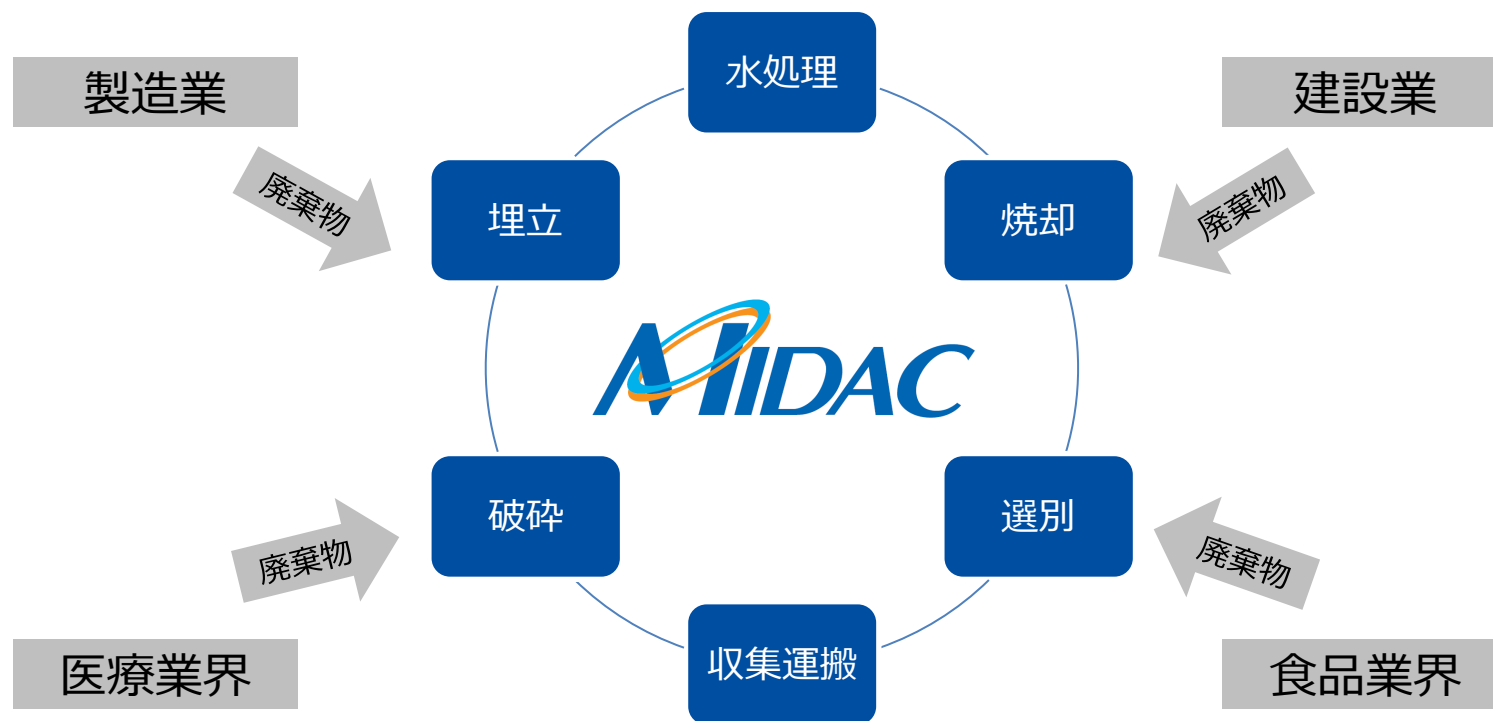 水処理
製造業
建設業
廃棄物
廃棄物
埋立
焼却
MIDAC
破砕
選別
廃棄物
廃棄物
医療業界
収集運搬
食品業界